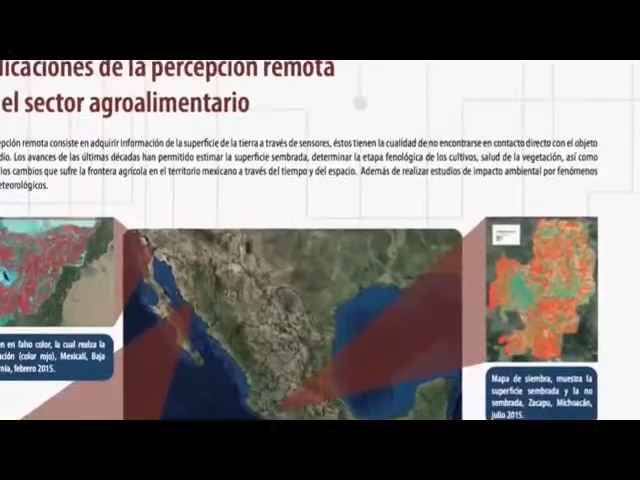 licaciones de la percepción remota
el sector agroalimentario
epción remota consiste en adquirir información de la superficie de la tierra a través de sensores, éstos tienen la cualidad de no encontrarse en contacto directo con el objeto
dio. Los avances de las últimas décadas han permitido estimar la superficie sembrada, determinar la etapa fenológica de los cultivos, salud de la vegetación, así como
los cambios que sufre la frontera agrícola en el territorio mexicano a través del tiempo y del espacio. Además de realizar estudios de impacto ambiental por fenómenos
eteorológicos.
en en falso color, la cual realza la
ación (color rojo), Mexicali, Baja
rnia, febrero 2015.
Mapa de siembra, muestra la
superficie sembrada y la no
sembrada, Zacapu, Michoacán,
julio 2015.